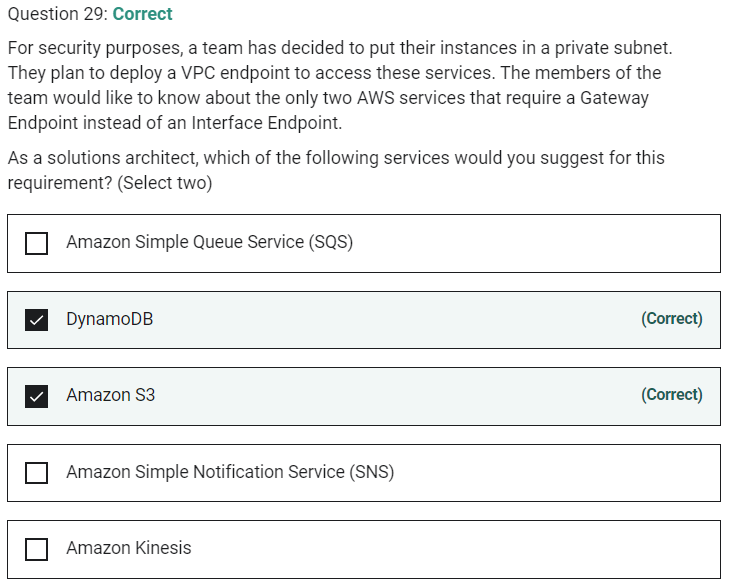 Question 29: Correct
For security purposes, a team has decided to put their instances in a private subnet.
They plan to deploy a VPC endpoint to access these services. The members of the
team would like to know about the only two AWS services that require a Gateway
Endpoint instead of an Interface Endpoint.
As a solutions architect, which of the following services would you suggest for this
requirement? (Select two)
Amazon Simple Queue Service (SQS)
DynamoDB (Correct)
Amazon S3 (Correct)
Amazon Simple Notification Service (SNS)
Amazon Kinesis